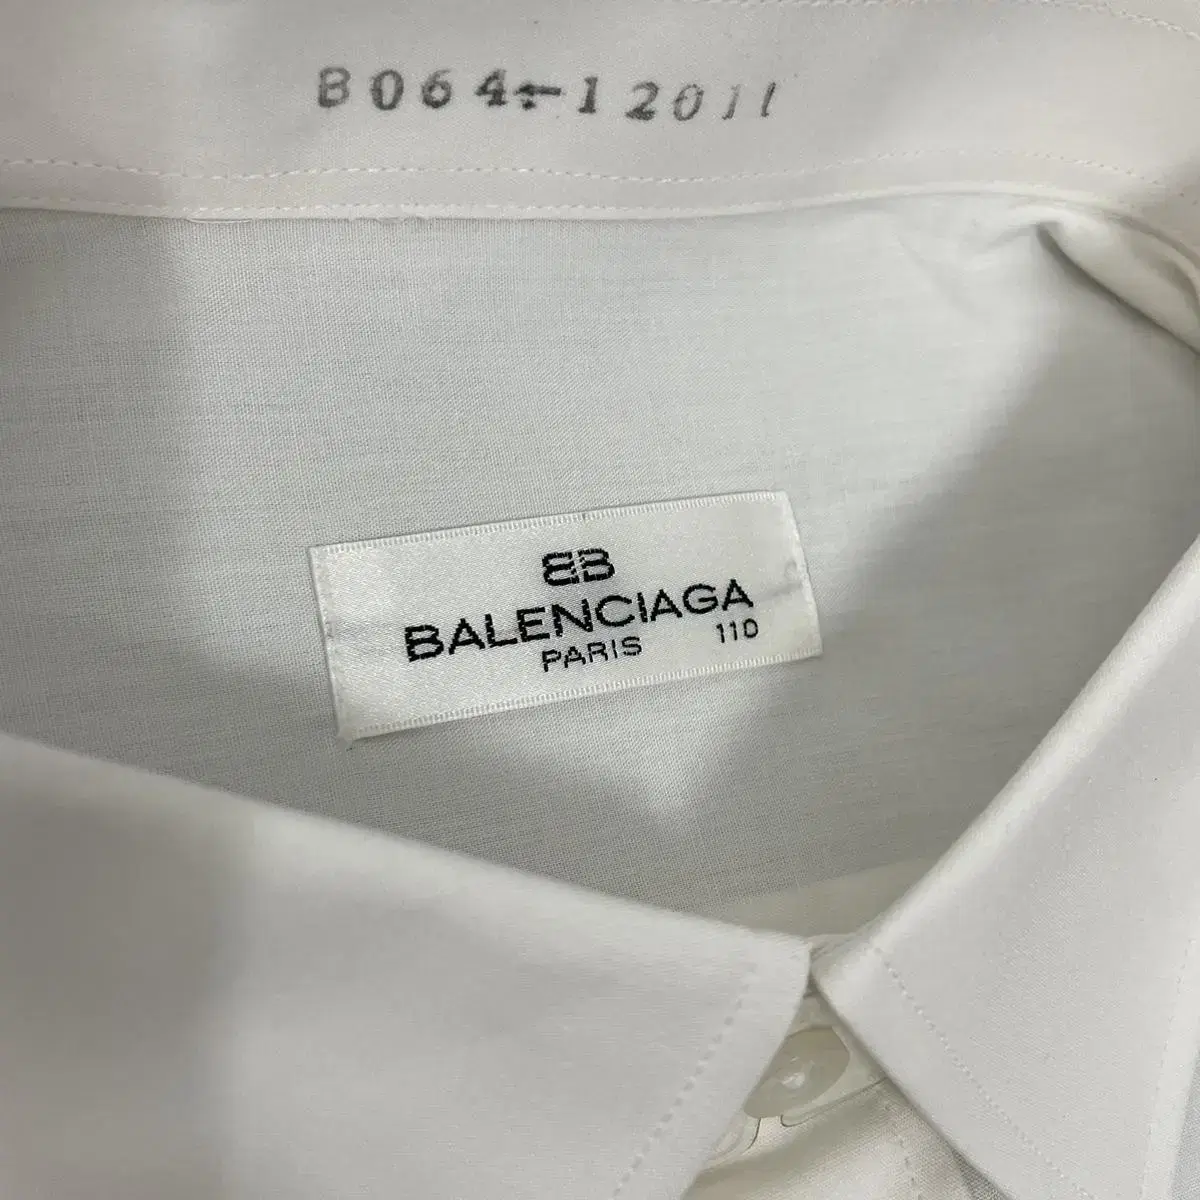 B064-12011
BB
BALENCIAGA
PARIS 110